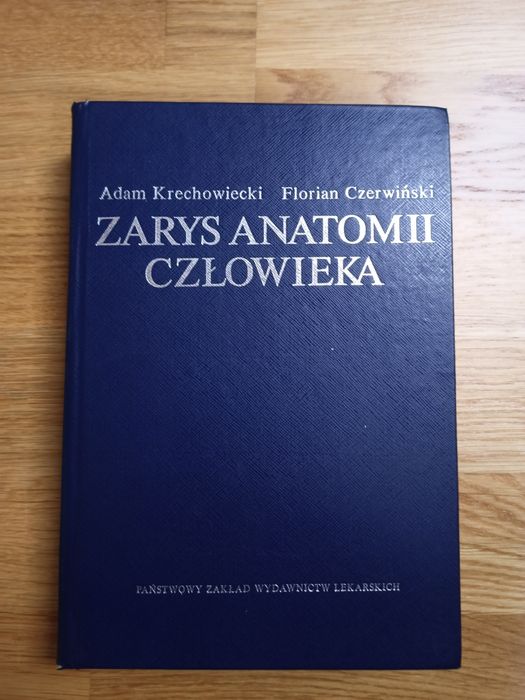 Adam Krechowiecki Florian Czerwiński
ZARYS ANATOMII
CZŁOWIEKA
PAŃSTWOWY ZAKŁAD WYDAWNICTW LEKARSKICH